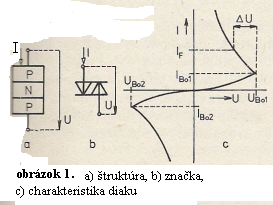 I
P
N
P
U
a
I
U
b
I
ΔU
I_F
I_Bo1
U_Bo2
U
U_Bo1
I_Bo2
c
obrázok 1. a) štruktúra, b) značka,
c) charakteristika diaku